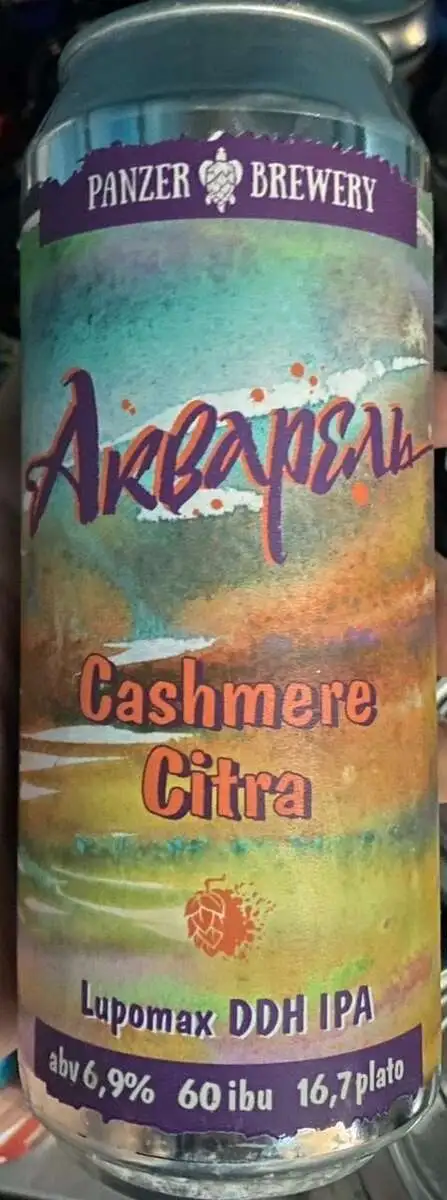 PANZER BREWERY
Акварель
Cashmere
Citra
Lupomax DDH IPA
abv 6,9% 60 ibu 16,7 plato